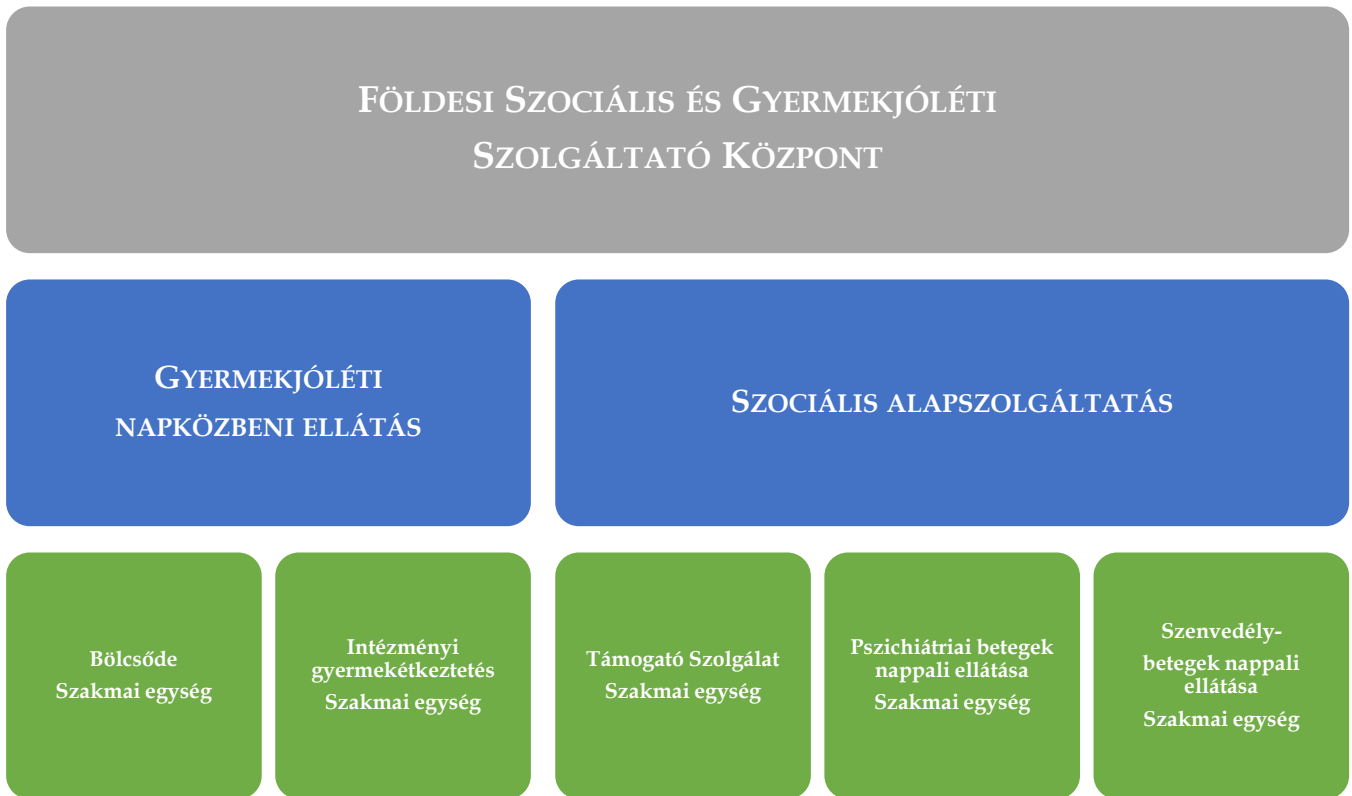 Földesi Szociális és Gyermekjóléti
Szolgáltató Központ
Gyermekjóléti
napközbeni ellátás
Szociális alapszolgáltatás
Bölcsőde
Szakmai egység
Intézményi
gyermekétkeztetés
Szakmai egység
Támogató Szolgálat
Szakmai egység
Pszichiátriai betegek
nappali ellátása
Szakmai egység
Szenvedély-
betegek nappali
ellátása
Szakmai egység